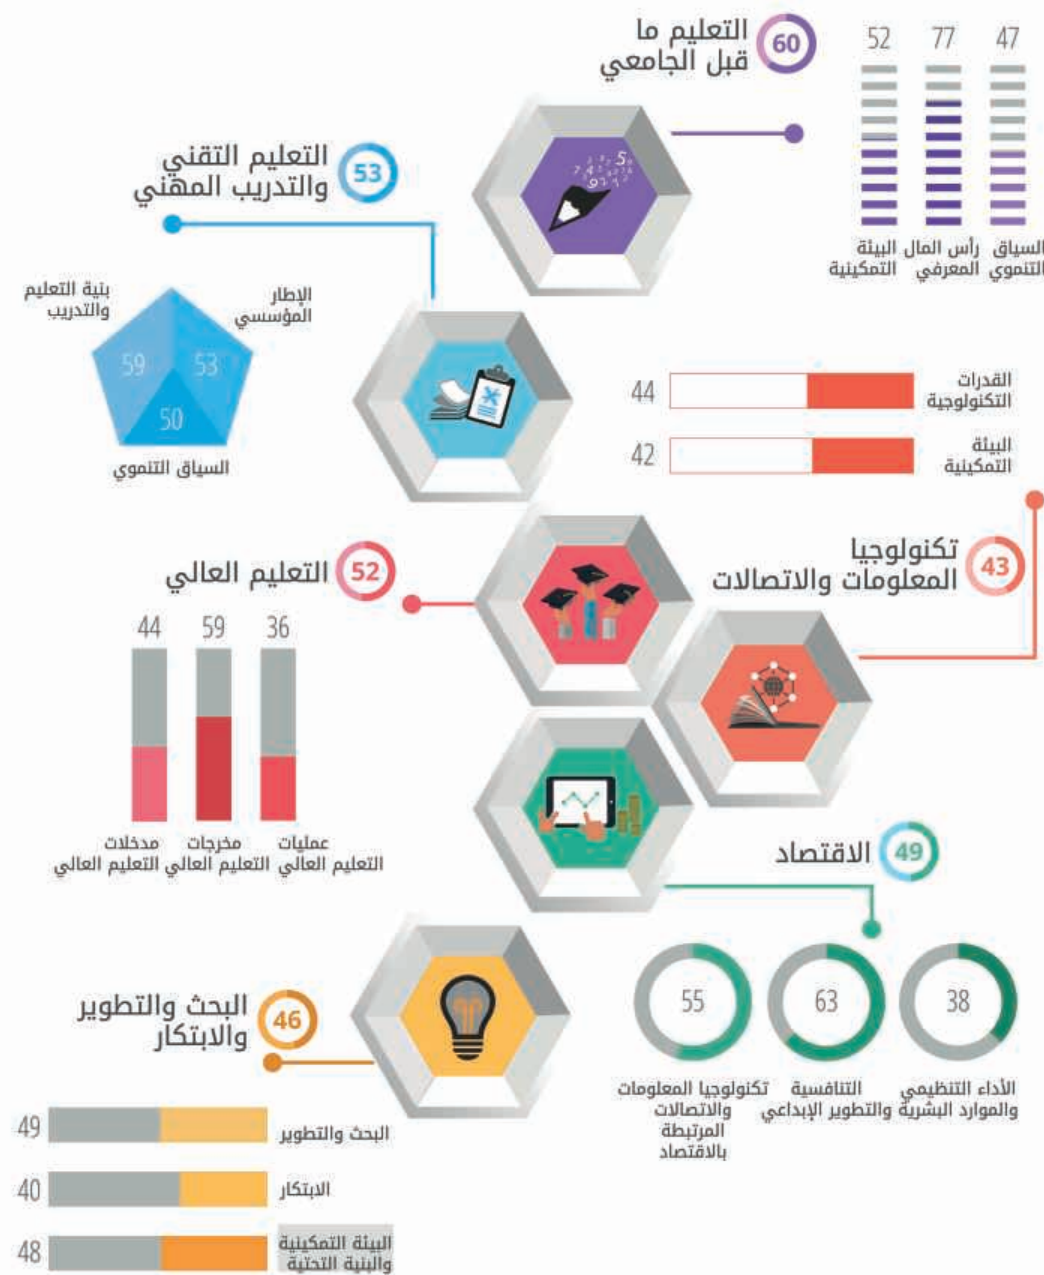 التعليم ما
قبل الجامعي
60
47
77
52
السياق
التنموي
رأس المال
المعرفي
البيئة
التمكينية
التعليم التقني
والتدريب المهني
53
الإطار
المؤسسي
بنية التعليم
والتدريب
53
59
50
السياق التنموي
القدرات
التكنولوجية
44
البيئة
التمكينية
42
تكنولوجيا
المعلومات والاتصالات
43
التعليم العالي
52
36
59
44
عمليات
التعليم العالي
مخرجات
التعليم العالي
مدخلات
التعليم العالي
الاقتصاد
49
38
63
55
الأداء التنظيمي
والموارد البشرية
التنافسية
والتطوير الإبداعي
تكنولوجيا المعلومات
والاتصالات
المرتبطة
بالاقتصاد
البحث والتطوير
والابتكار
46
البحث والتطوير
49
الابتكار
40
البيئة التمكينية
والبنية التحتية
48